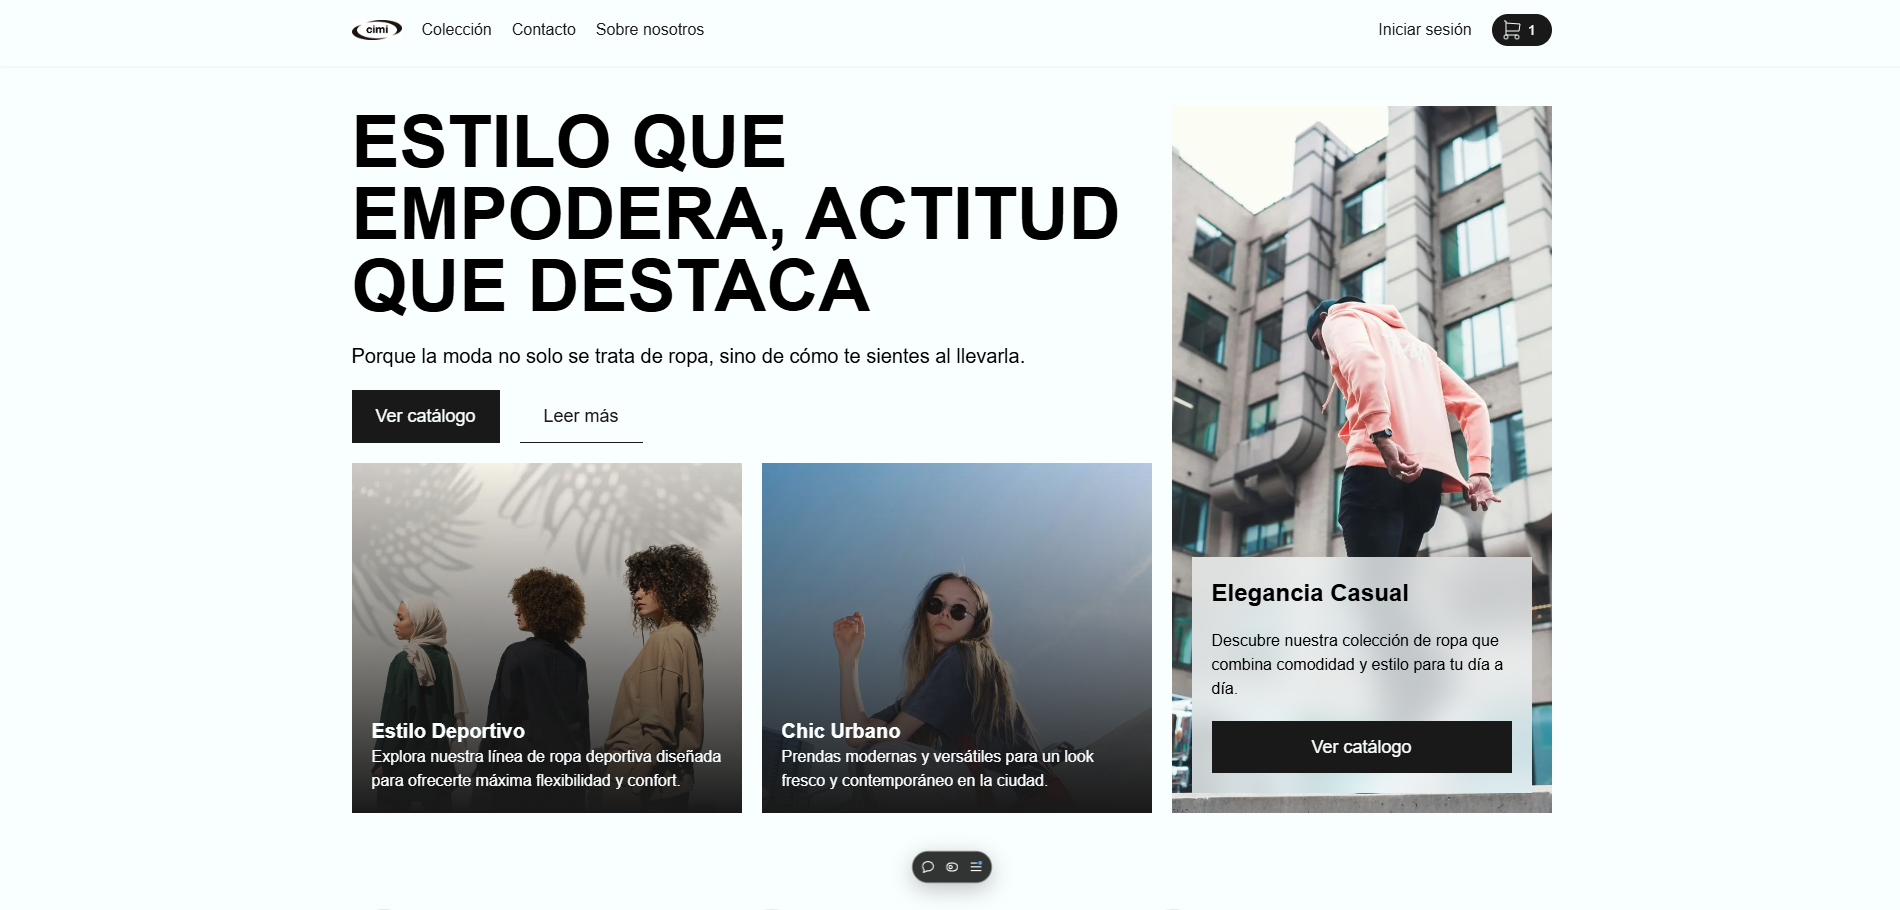 cimi
Colección
Contacto
Sobre nosotros
Iniciar sesión
1
ESTILO QUE
EMPODERA, ACTITUD
QUE DESTACA
Porque la moda no solo se trata de ropa, sino de cómo te sientes al llevarla.
Ver catálogo
Leer más
Estilo Deportivo
Explora nuestra línea de ropa deportiva diseñada
para ofrecerte máxima flexibilidad y confort.
Chic Urbano
Prendas modernas y versátiles para un look
fresco y contemporáneo en la ciudad.
Elegancia Casual
Descubre nuestra colección de ropa que
combina comodidad y estilo para tu día a
día.
Ver catálogo